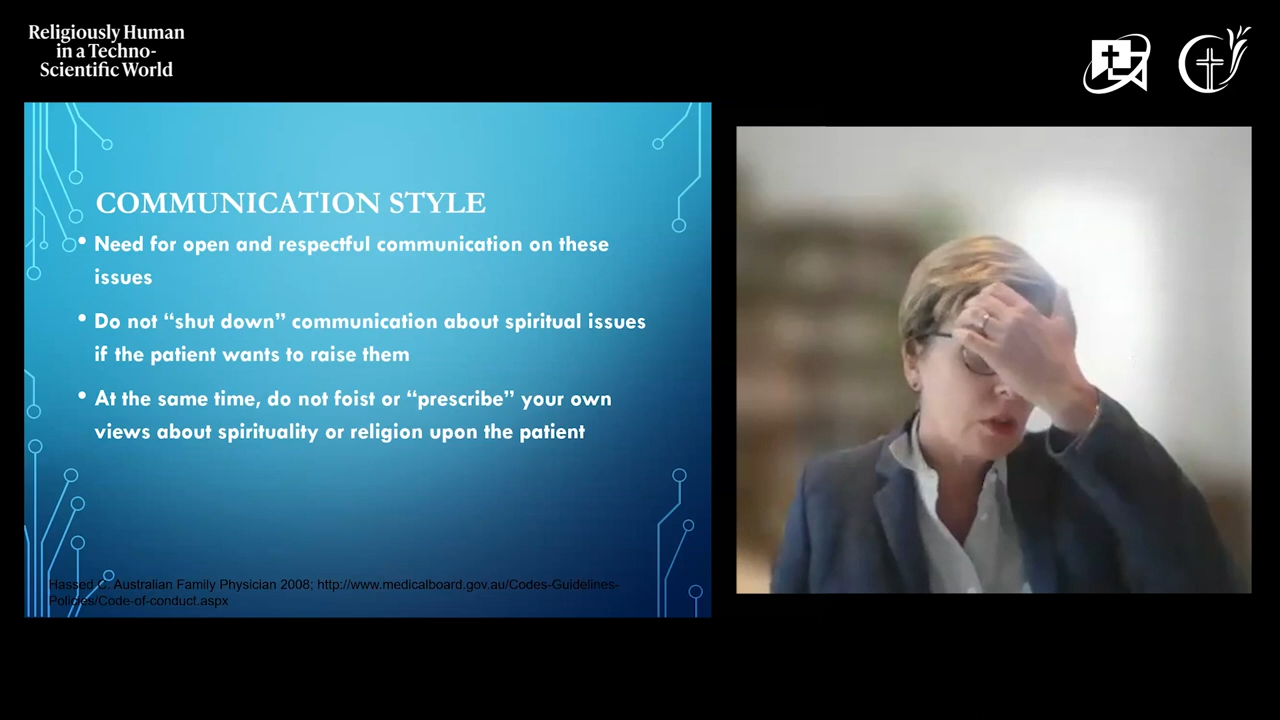 Religiously Human
in a Techno-
Scientific World
COMMUNICATION STYLE
• Need for open and respectful communication on these
issues
• Do not “shut down” communication about spiritual issues
if the patient wants to raise them
• At the same time, do not foist or “prescribe” your own
views about spirituality or religion upon the patient
Hassed C. Australian Family Physician 2008; http://www.medicalboard.gov.au/Codes-Guidelines-
Policies/Code-of-conduct.aspx